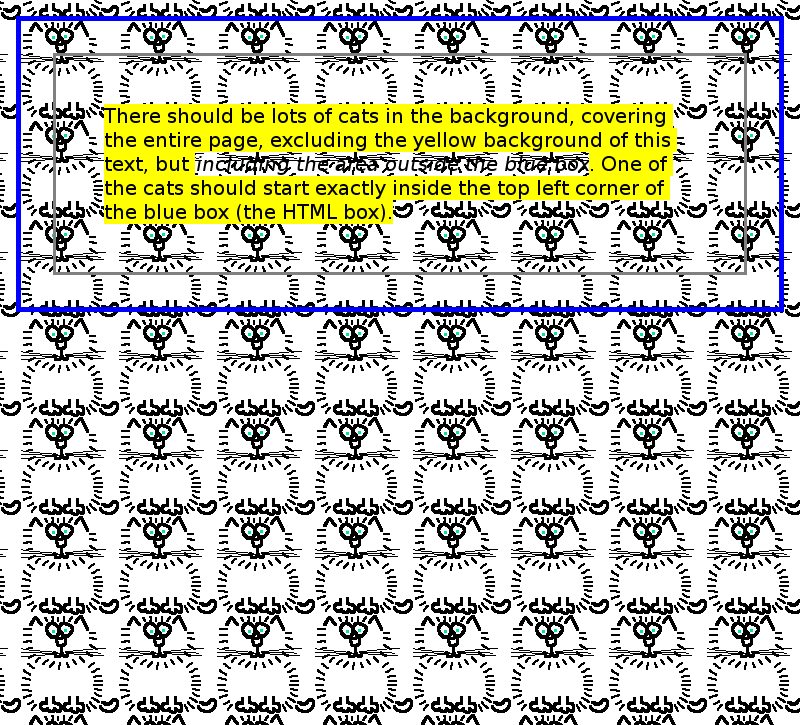 There should be lots of cats in the background, covering
the entire page, excluding the yellow background of this
text, but including the area outside the blue box. One of
the cats should start exactly inside the top left corner of
the blue box (the HTML box).